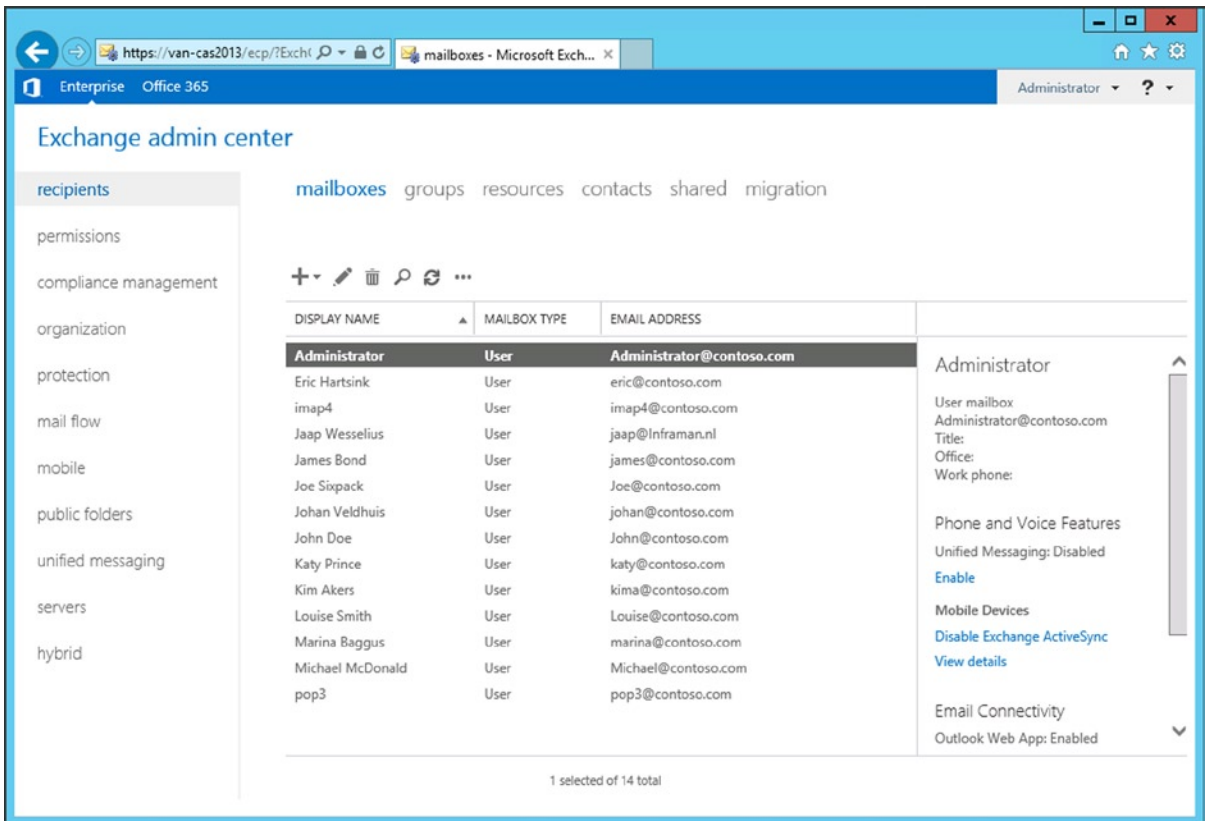 https://van-cas2013/ecp/?Exch mailboxes - Microsoft Exch...
Enterprise Office 365 Administrator ?
Exchange admin center
recipients
permissions
compliance management
organization
protection
mail flow
mobile
public folders
unified messaging
servers
hybrid
mailboxes groups resources contacts shared migration
DISPLAY NAME MAILBOX TYPE EMAIL ADDRESS
Administrator User Administrator@contoso.com
Eric Hartsink User eric@contoso.com
imap4 User imap4@contoso.com
Jaap Wesselius User jaap@Inframan.nl
James Bond User james@contoso.com
Joe Sixpack User Joe@contoso.com
Johan Veldhuis User johan@contoso.com
John Doe User John@contoso.com
Katy Prince User katy@contoso.com
Kim Akers User kima@contoso.com
Louise Smith User Louise@contoso.com
Marina Baggus User marina@contoso.com
Michael McDonald User Michael@contoso.com
pop3 User pop3@contoso.com
1 selected of 14 total
Administrator
User mailbox
Administrator@contoso.com
Title:
Office:
Work phone:
Phone and Voice Features
Unified Messaging: Disabled
Enable
Mobile Devices
Disable Exchange ActiveSync
View details
Email Connectivity
Outlook Web App: Enabled